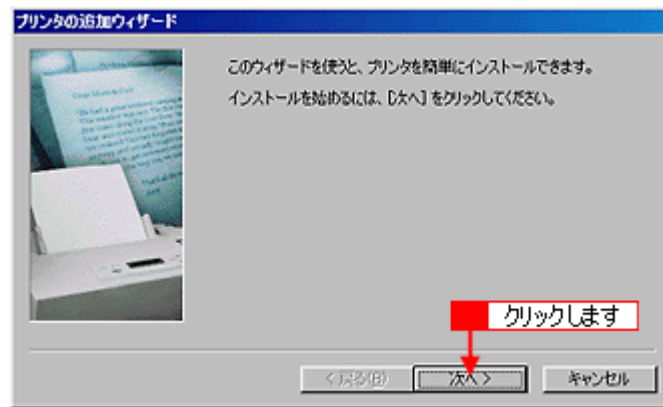 プリンタの追加ウィザード
このウィザードを使うと、プリンタを簡単にインストールできます。
インストールを始めるには、[次へ] をクリックしてください。
クリックします
< 戻る(B)
次へ >
キャンセル